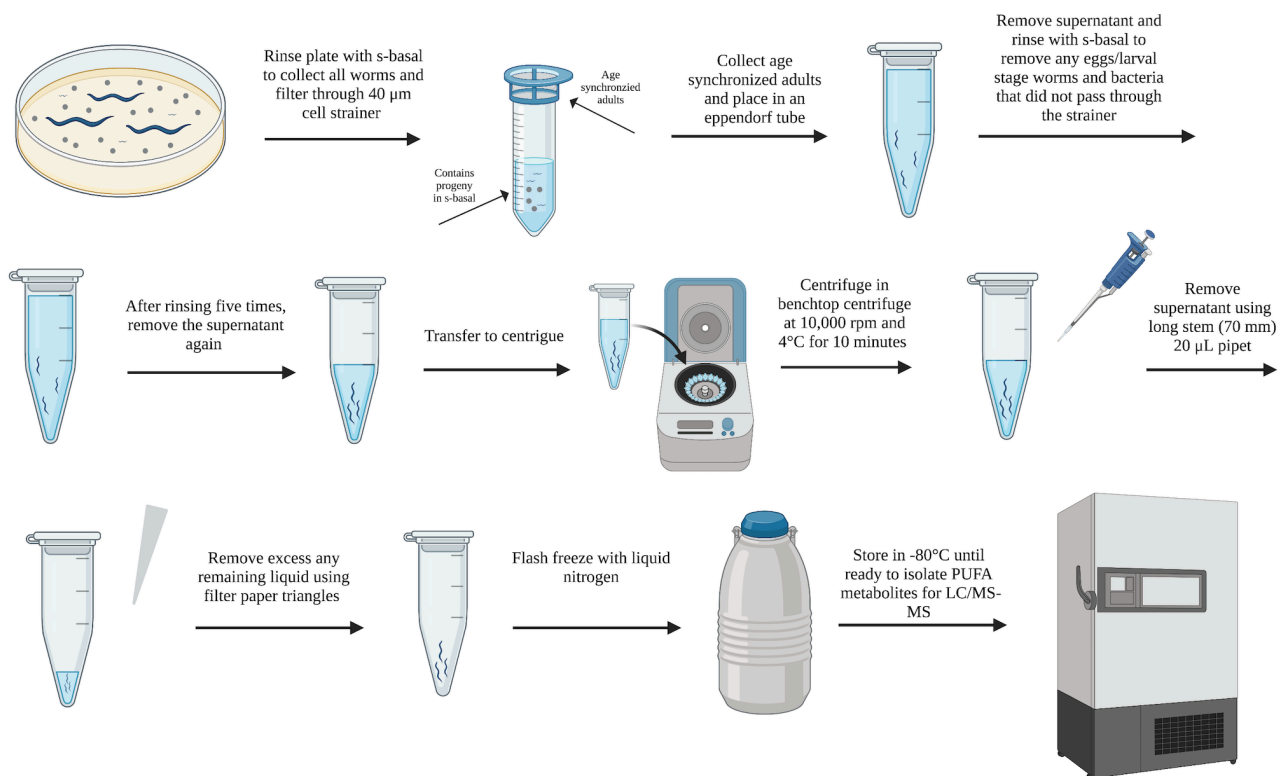 Rinse plate with s-basal
to collect all worms and
filter through 40 μm
cell strainer
Age
synchronzied
adults
Contains
progeny
in s-basal
Collect age
synchronized adults
and place in an
eppendorf tube
Remove supernatant and
rinse with s-basal to
remove any eggs/larval
stage worms and bacteria
that did not pass through
the strainer
After rinsing five times,
remove the supernatant
again
Transfer to centrigue
Centrifuge in
benchtop centrifuge
at 10,000 rpm and
4°C for 10 minutes
Remove
supernatant using
long stem (70 mm)
20 μL pipet
Remove excess any
remaining liquid using
filter paper triangles
Flash freeze with liquid
nitrogen
Store in -80°C until
ready to isolate PUFA
metabolites for LC/MS-
MS